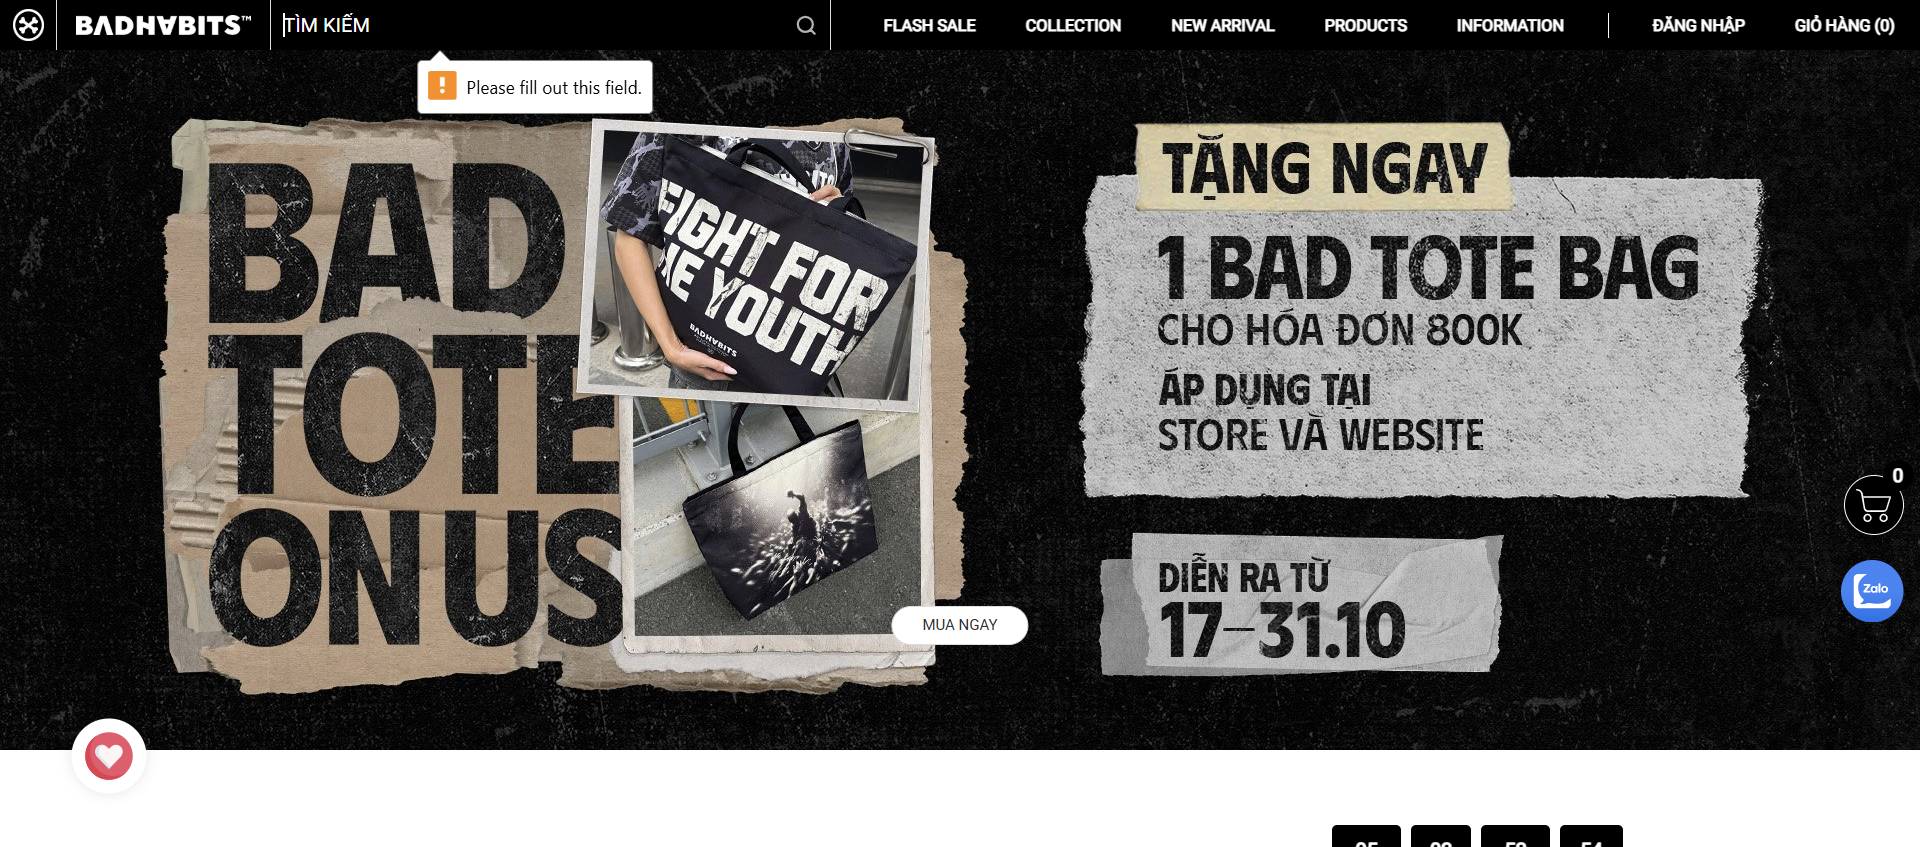 BADHABITS™
TÌM KIẾM
FLASH SALE
COLLECTION
NEW ARRIVAL
PRODUCTS
INFORMATION
ĐĂNG NHẬP
GIỎ HÀNG (0)
Please fill out this field.
BAD
TOTE
ON US
FIGHT FOR
THE YOUTH
BADHABITS
TẶNG NGAY
1 BAD TOTE BAG
CHO HÓA ĐƠN 800K
ÁP DỤNG TẠI
STORE VÀ WEBSITE
DIỄN RA TỪ
17–31.10
MUA NGAY
0
Zalo